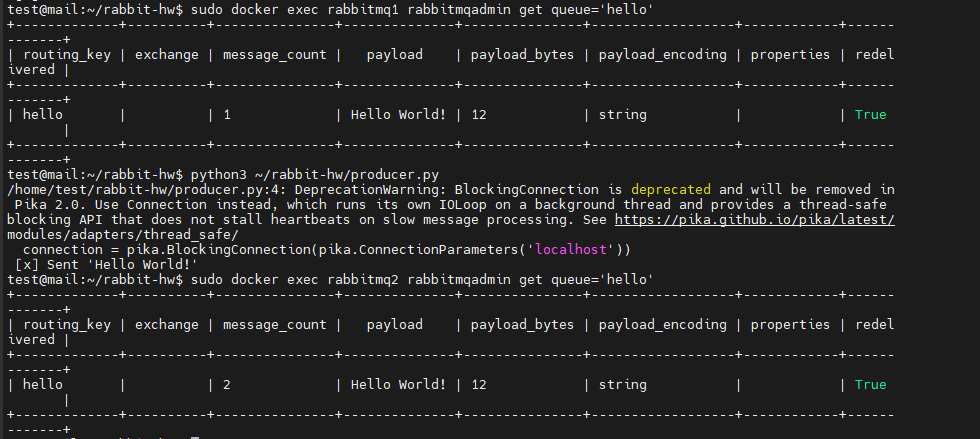 test@mail:~/rabbit-hw$ sudo docker exec rabbitmq1 rabbitmqadmin get queue='hello'
+-------------+----------+---------------+--------------+---------------+------------------+------------+------
-------+
| routing_key | exchange | message_count |   payload    | payload_bytes | payload_encoding | properties | redel
ivered |
+-------------+----------+---------------+--------------+---------------+------------------+------------+------
-------+
| hello       |          | 1             | Hello World! | 12            | string           |            | True
       |
+-------------+----------+---------------+--------------+---------------+------------------+------------+------
-------+
test@mail:~/rabbit-hw$ python3 ~/rabbit-hw/producer.py
/home/test/rabbit-hw/producer.py:4: DeprecationWarning: BlockingConnection is deprecated and will be removed in
 Pika 2.0. Use Connection instead, which runs its own IOLoop on a background thread and provides a thread-safe
blocking API that does not stall heartbeats on slow message processing. See https://pika.github.io/pika/latest/
modules/adapters/thread_safe/
  connection = pika.BlockingConnection(pika.ConnectionParameters('localhost'))
 [x] Sent 'Hello World!'
test@mail:~/rabbit-hw$ sudo docker exec rabbitmq2 rabbitmqadmin get queue='hello'
+-------------+----------+---------------+--------------+---------------+------------------+------------+------
-------+
| routing_key | exchange | message_count |   payload    | payload_bytes | payload_encoding | properties | redel
ivered |
+-------------+----------+---------------+--------------+---------------+------------------+------------+------
-------+
| hello       |          | 2             | Hello World! | 12            | string           |            | True
       |
+-------------+----------+---------------+--------------+---------------+------------------+------------+------
-------+